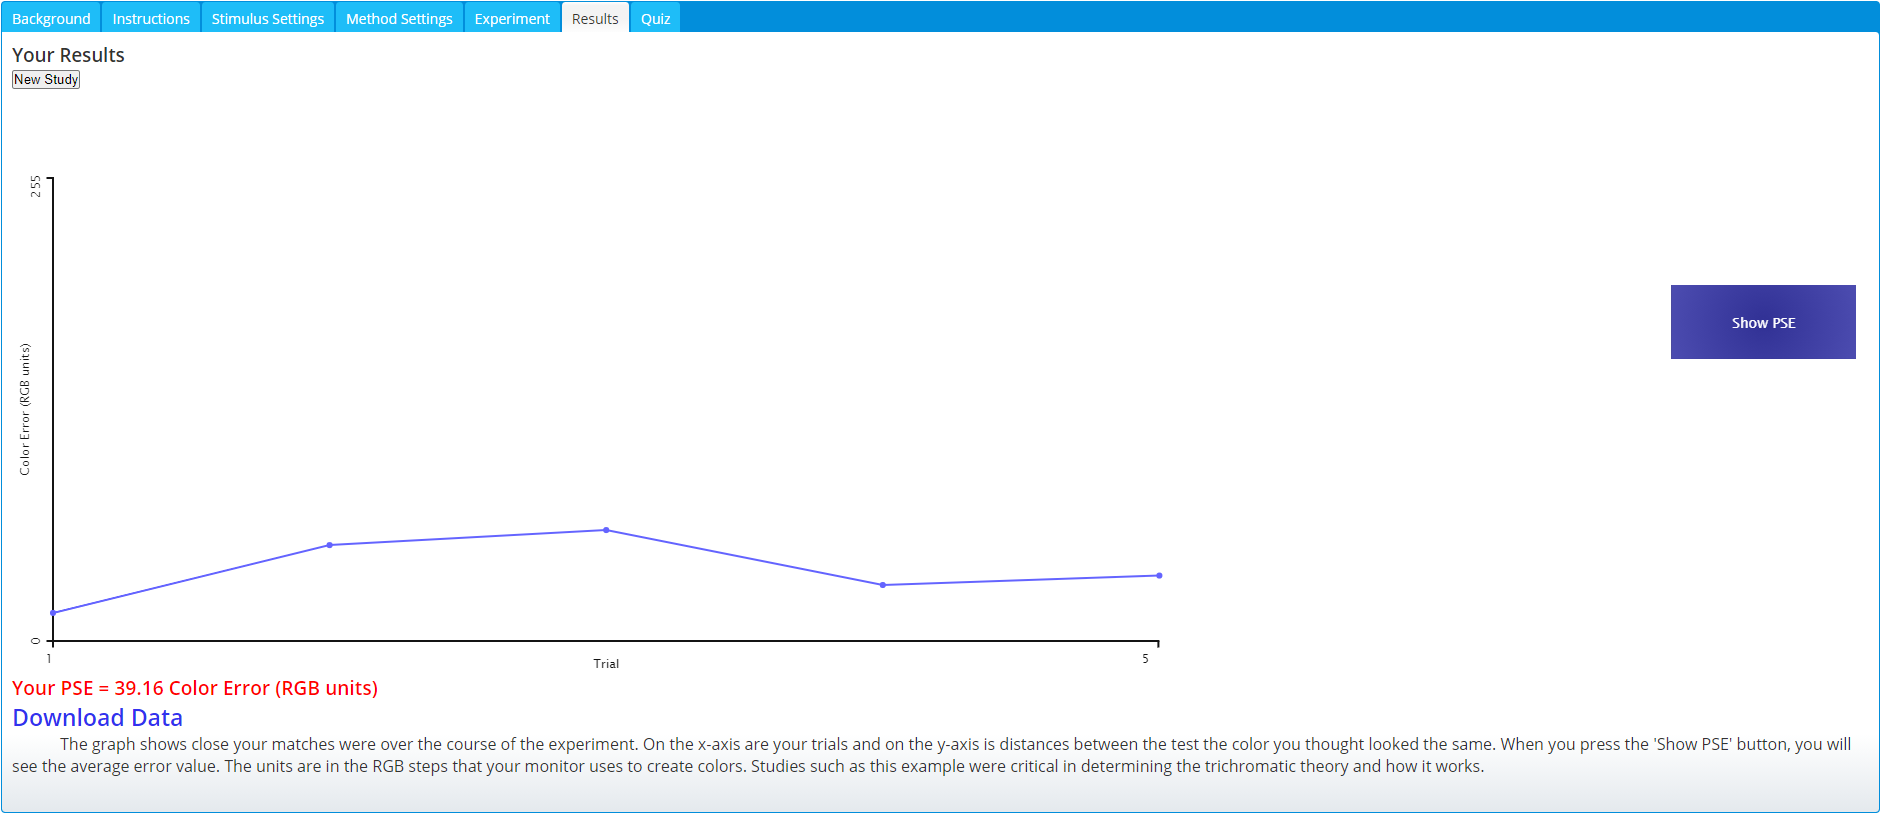 Background Instructions Stimulus Settings Method Settings Experiment Results Quiz
Your Results
New Study
255
Show PSE
Color Error (RGB units)
0
1
Trial
5
Your PSE = 39.16 Color Error (RGB units)
Download Data
The graph shows close your matches were over the course of the experiment. On the x-axis are your trials and on the y-axis is distances between the test the color you thought looked the same. When you press the 'Show PSE' button, you will
see the average error value. The units are in the RGB steps that your monitor uses to create colors. Studies such as this example were critical in determining the trichromatic theory and how it works.